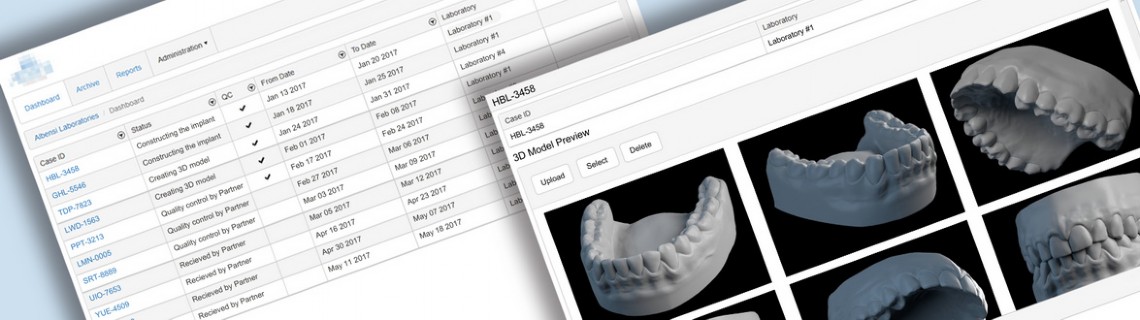 Dashboard Archive Reports Administration
Albensi Laboratories / Dashboard
Case ID Status QC From Date To Date Laboratory
HBL-3458 Constructing the implant ✓ Jan 13 2017 Jan 20 2017 Laboratory #1
GHL-5546 Constructing the implant ✓ Jan 18 2017 Jan 25 2017 Laboratory #1
TDP-7823 Creating 3D model ✓ Jan 24 2017 Jan 31 2017 Laboratory #4
LWD-1563 Creating 3D model ✓ Feb 01 2017 Feb 08 2017 Laboratory #1
PPT-3213 Quality control by Partner ✓ Feb 17 2017 Feb 24 2017
LMN-0005 Quality control by Partner Feb 27 2017 Mar 06 2017
SRT-8889 Quality control by Partner Mar 03 2017 Mar 09 2017
UIO-7653 Recieved by Partner Mar 05 2017 Mar 12 2017
YUE-4509 Recieved by Partner Apr 16 2017 Apr 23 2017
Recieved by Partner Apr 30 2017 May 07 2017
Recieved by Partner May 11 2017 May 18 2017
HBL-3458
Case ID Laboratory
HBL-3458 Laboratory #1
3D Model Preview
Upload Select Delete